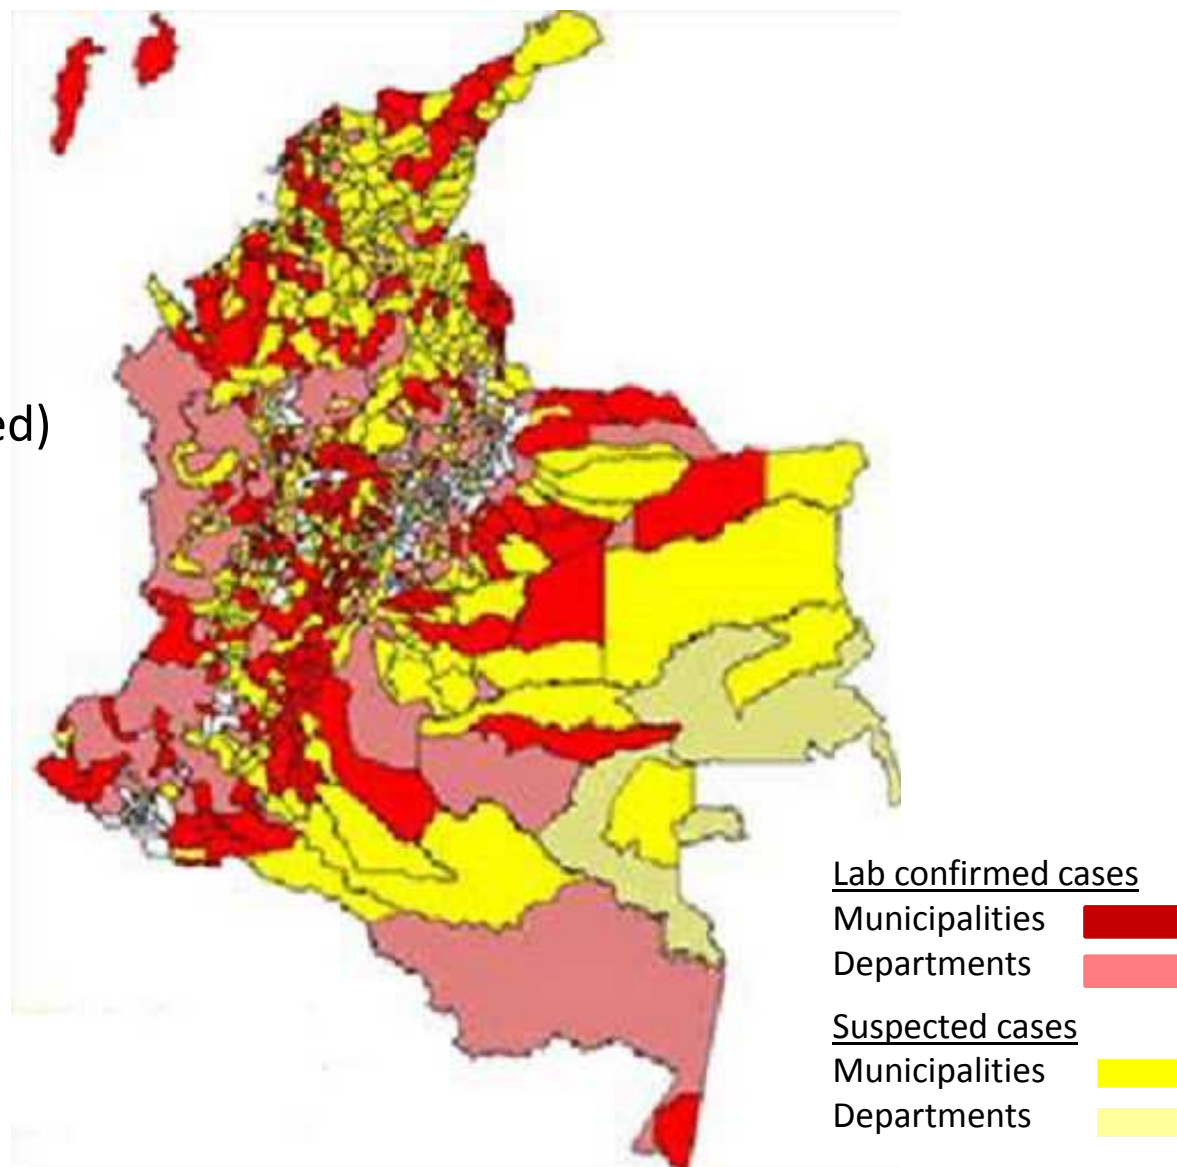 ed)
Lab confirmed cases
Municipalities
Departments
Suspected cases
Municipalities
Departments